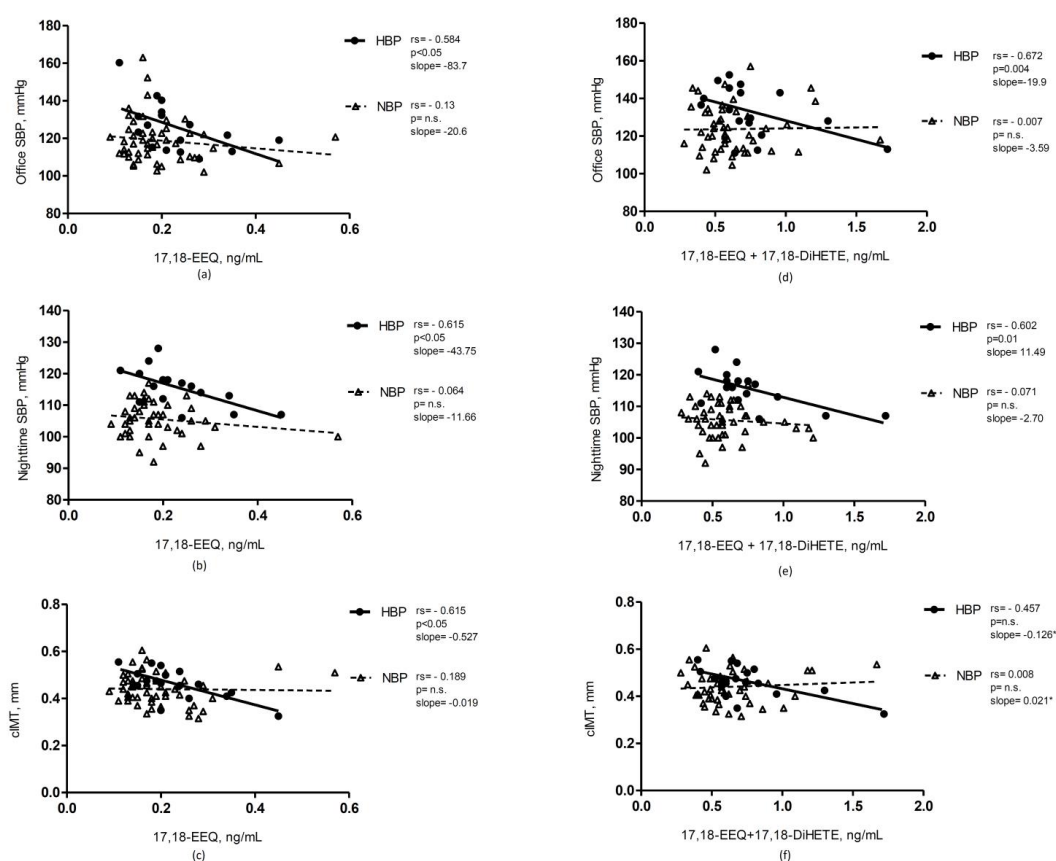 160
140
120
100
80
0.0
0.2
0.4
0.6
Office SBP, mmHg
17,18-EEQ, ng/mL
(a)
HBP
rs= - 0.584
p<0.05
slope= -83.7
NBP
rs= - 0.13
p= n.s.
slope= -20.6
180
160
140
120
100
80
0.0
0.5
1.0
1.5
2.0
Office SBP, mmHg
17,18-EEQ + 17,18-DiHETE, ng/mL
(d)
HBP
rs= - 0.672
p=0.004
slope=-19.9
NBP
rs= - 0.007
p= n.s.
slope= -3.59
140
130
120
110
100
90
80
0.0
0.2
0.4
0.6
Nighttime SBP, mmHg
17,18-EEQ, ng/mL
(b)
HBP
rs= - 0.615
p<0.05
slope= -43.75
NBP
rs= - 0.064
p= n.s.
slope= -11.66
140
130
120
110
100
90
80
0.0
0.5
1.0
1.5
2.0
Nighttime SBP, mmHg
17,18-EEQ + 17,18-DiHETE, ng/mL
(e)
HBP
rs= - 0.602
p=0.01
slope= 11.49
NBP
rs= -0.071
p= n.s.
slope= -2.70
0.8
0.6
0.4
0.2
0.0
0.0
0.2
0.4
0.6
cIMT, mm
17,18-EEQ, ng/mL
(c)
HBP
rs= - 0.615
p<0.05
slope= -0.527
NBP
rs= -0.189
p= n.s.
slope= -0.019
0.8
0.6
0.4
0.2
0.0
0.0
0.5
1.0
1.5
2.0
cIMT, mm
17,18-EEQ+17,18-DiHETE, ng/mL
(f)
HBP
rs= - 0.457
p=n.s.
slope= -0.126*
NBP
rs= 0.008
p= n.s.
slope= 0.021*